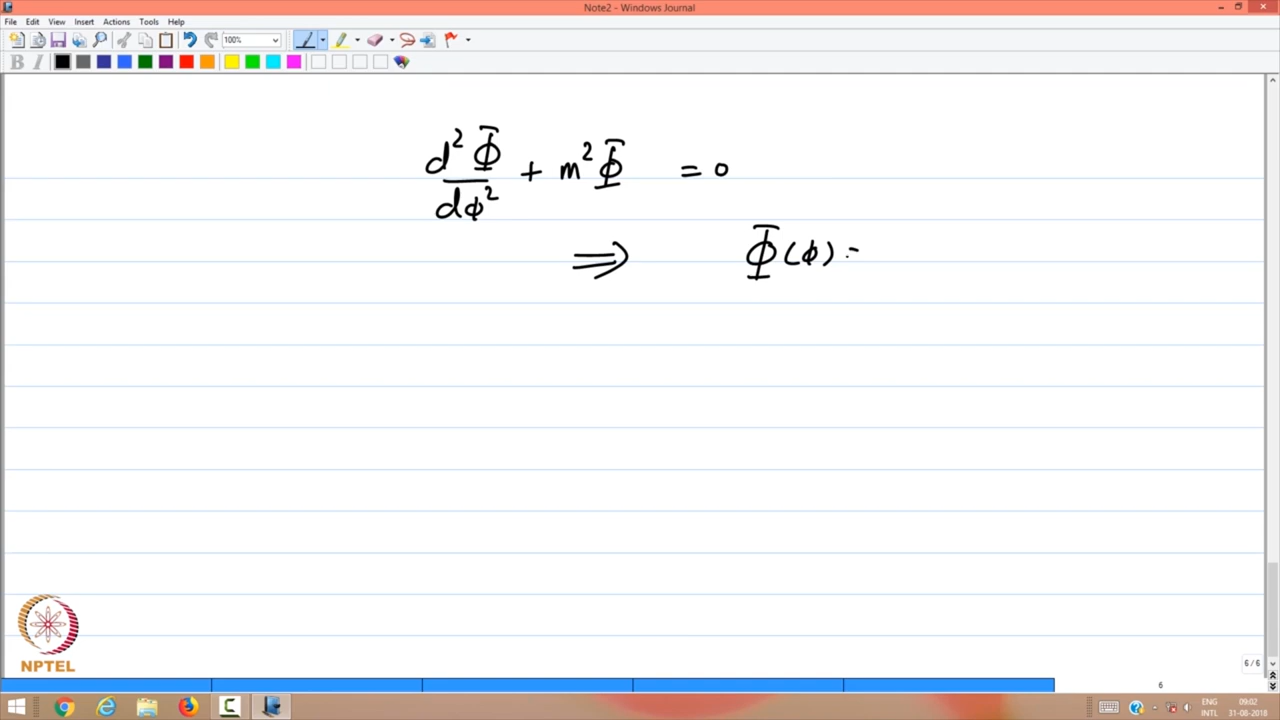 Note2 - Windows Journal
File Edit View Insert Actions Tools Help
100%
B I
d²Φ/dφ² + m²Φ = 0
⇒ Φ(φ) =
NPTEL
6 / 6
6
ENG 09:02
INTL 31-08-2018